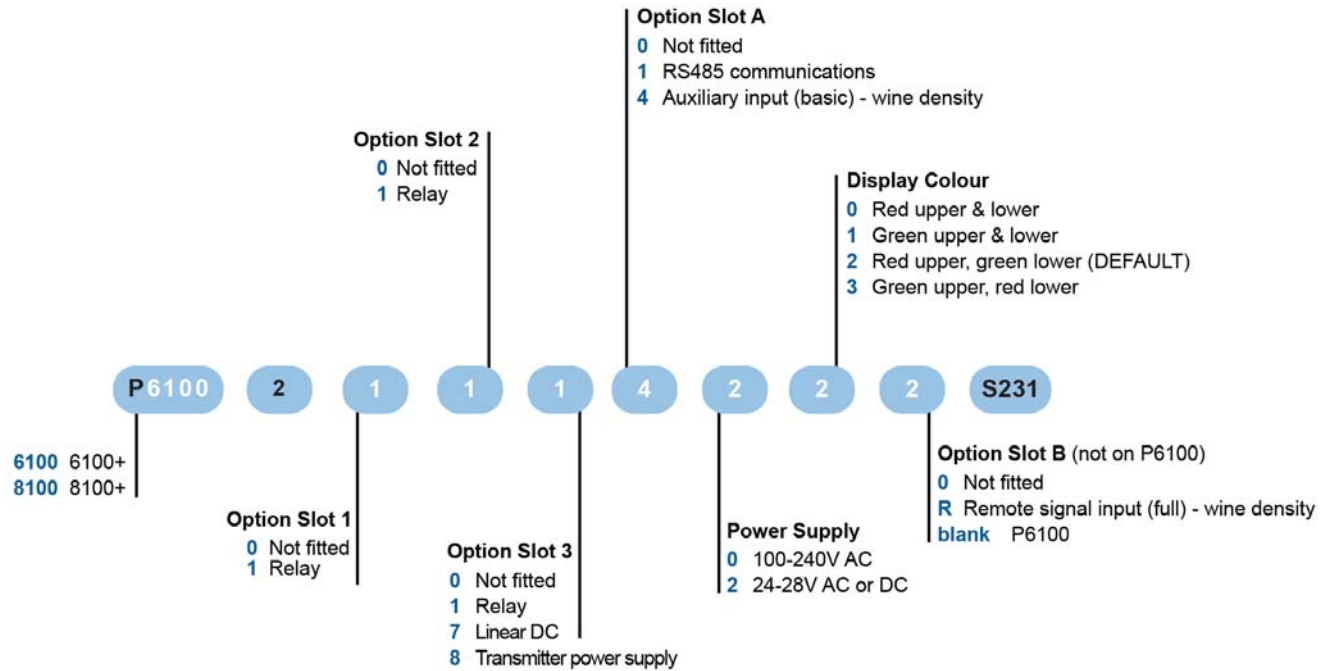 Option Slot A
0 Not fitted
1 RS485 communications
4 Auxiliary input (basic) - wine density
Option Slot 2
0 Not fitted
1 Relay
Display Colour
0 Red upper & lower
1 Green upper & lower
2 Red upper, green lower (DEFAULT)
3 Green upper, red lower
P6100 2 1 1 1 4 2 2 2 S231
6100 6100+
8100 8100+
Option Slot 1
0 Not fitted
1 Relay
Option Slot 3
0 Not fitted
1 Relay
7 Linear DC
8 Transmitter power supply
Power Supply
0 100-240V AC
2 24-28V AC or DC
Option Slot B (not on P6100)
0 Not fitted
R Remote signal input (full) - wine density
blank P6100